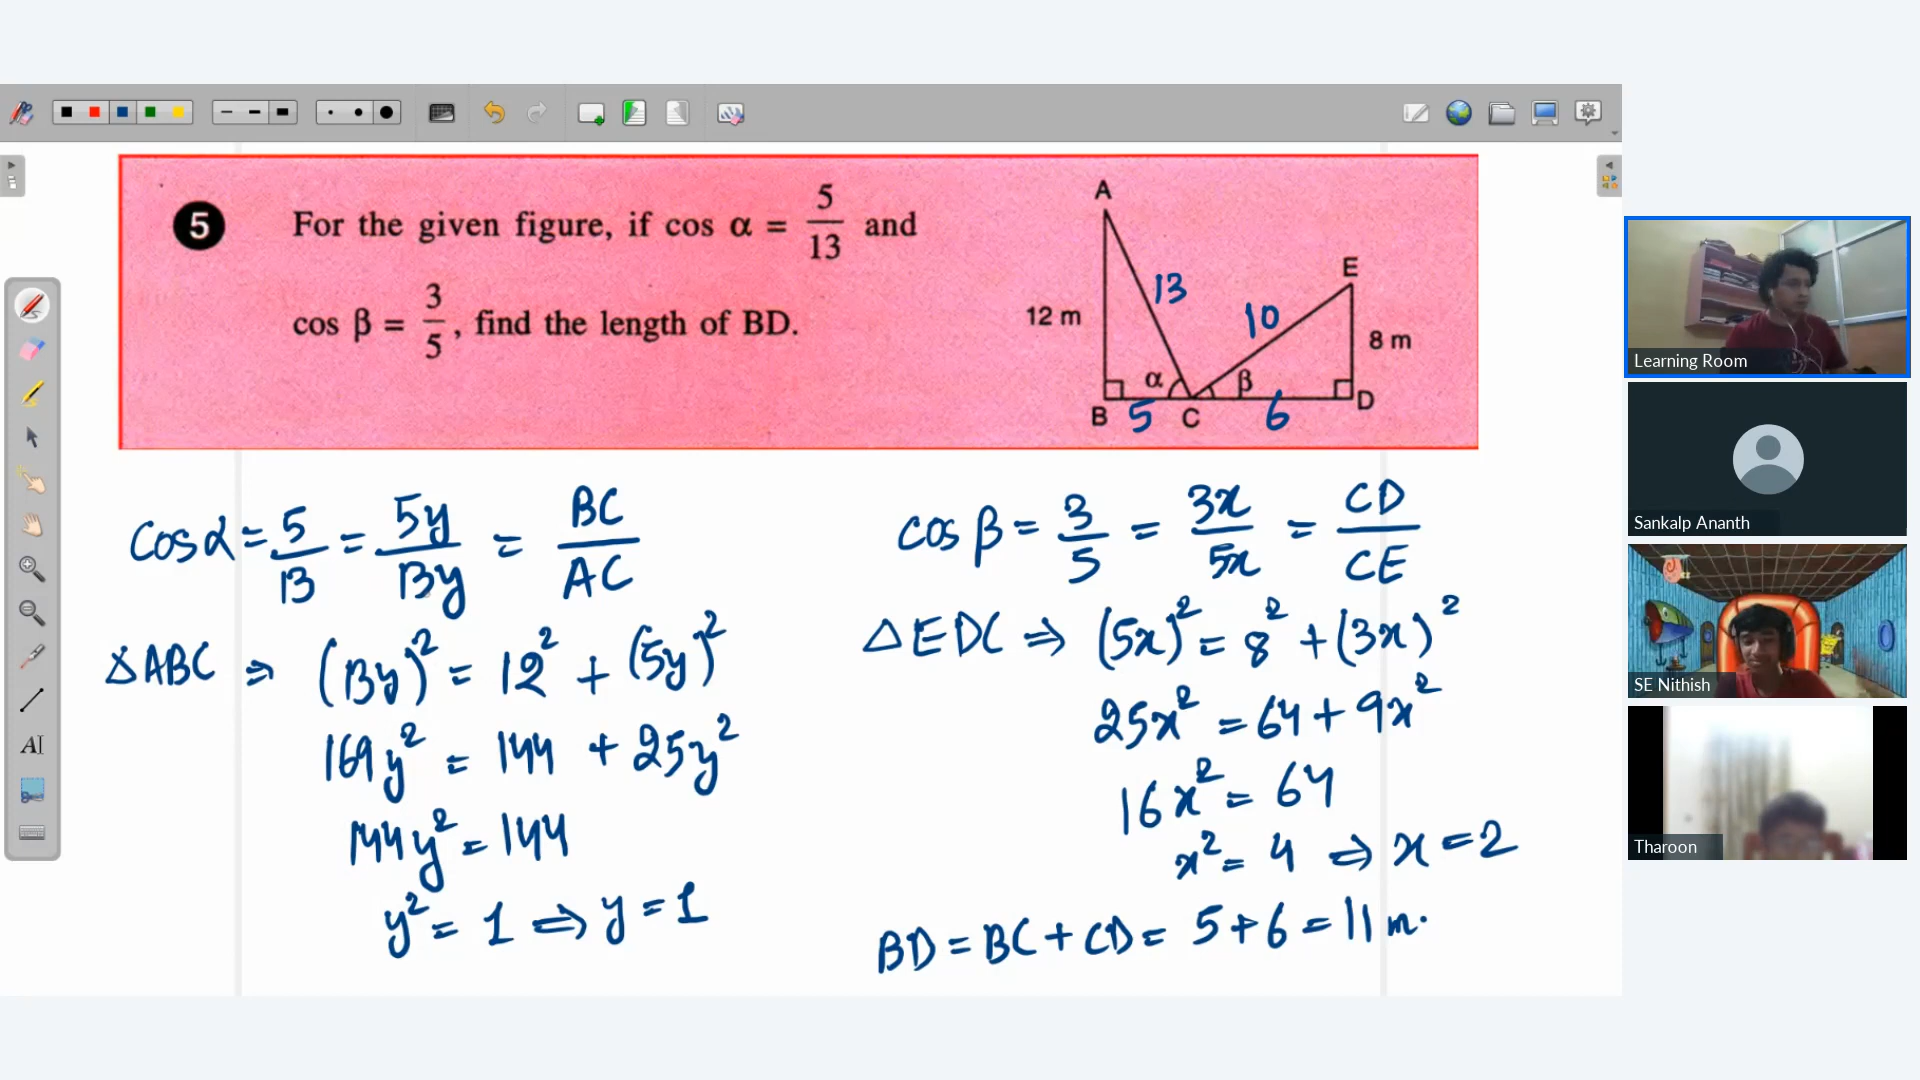 5 For the given figure, if cos α = 5/13 and
cos β = 3/5, find the length of BD.
A
13
E
10
12 m
8 m
α
β
B 5 C 6 D
Cosα = 5/13 = 5y/13y = BC/AC
△ABC ⇒ (13y)² = 12² + (5y)²
169y² = 144 + 25y²
144y² = 144
y² = 1 ⇒ y = 1
cos β = 3/5 = 3x/5x = CD/CE
△EDC ⇒ (5x)² = 8² + (3x)²
25x² = 64 + 9x²
16x² = 64
x² = 4 ⇒ x = 2
BD = BC + CD = 5 + 6 = 11 m.
Learning Room
Sankalp Ananth
SE Nithish
Tharoon